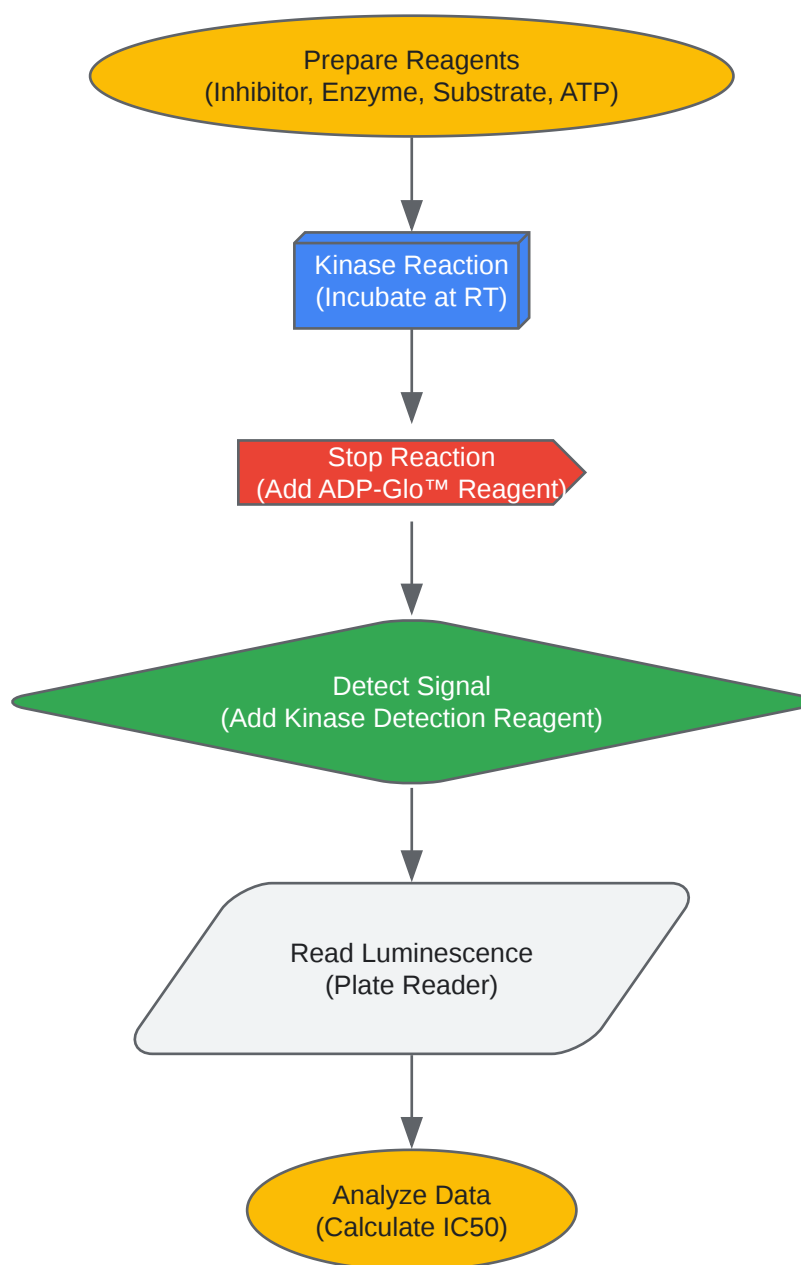 Prepare Reagents
(Inhibitor, Enzyme, Substrate, ATP)
Kinase Reaction
(Incubate at RT)
Stop Reaction
(Add ADP-Glo™ Reagent)
Detect Signal
(Add Kinase Detection Reagent)
Read Luminescence
(Plate Reader)
Analyze Data
(Calculate IC50)